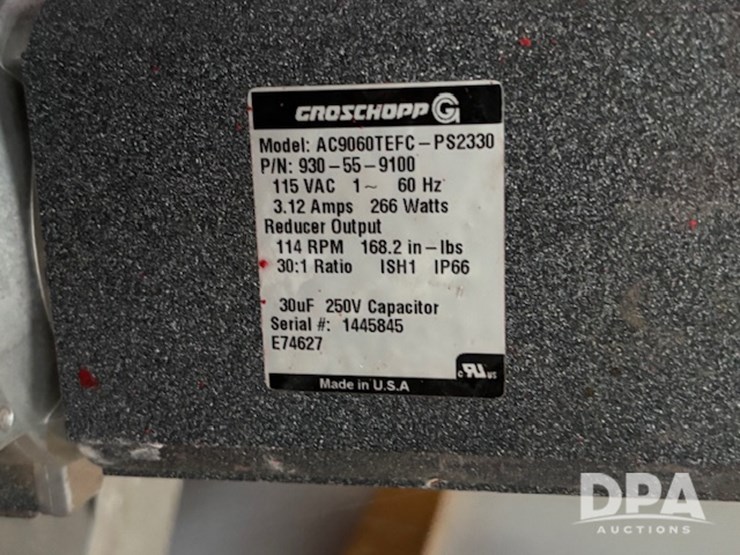 GROSCHOPP G
Model: AC9060TEFC-PS2330
P/N: 930-55-9100
115 VAC 1~ 60 Hz
3.12 Amps 266 Watts
Reducer Output
114 RPM 168.2 in-lbs
30:1 Ratio ISH1 IP66
30uF 250V Capacitor
Serial #: 1445845
E74627
c RU us
Made in U.S.A
DPA
AUCTIONS